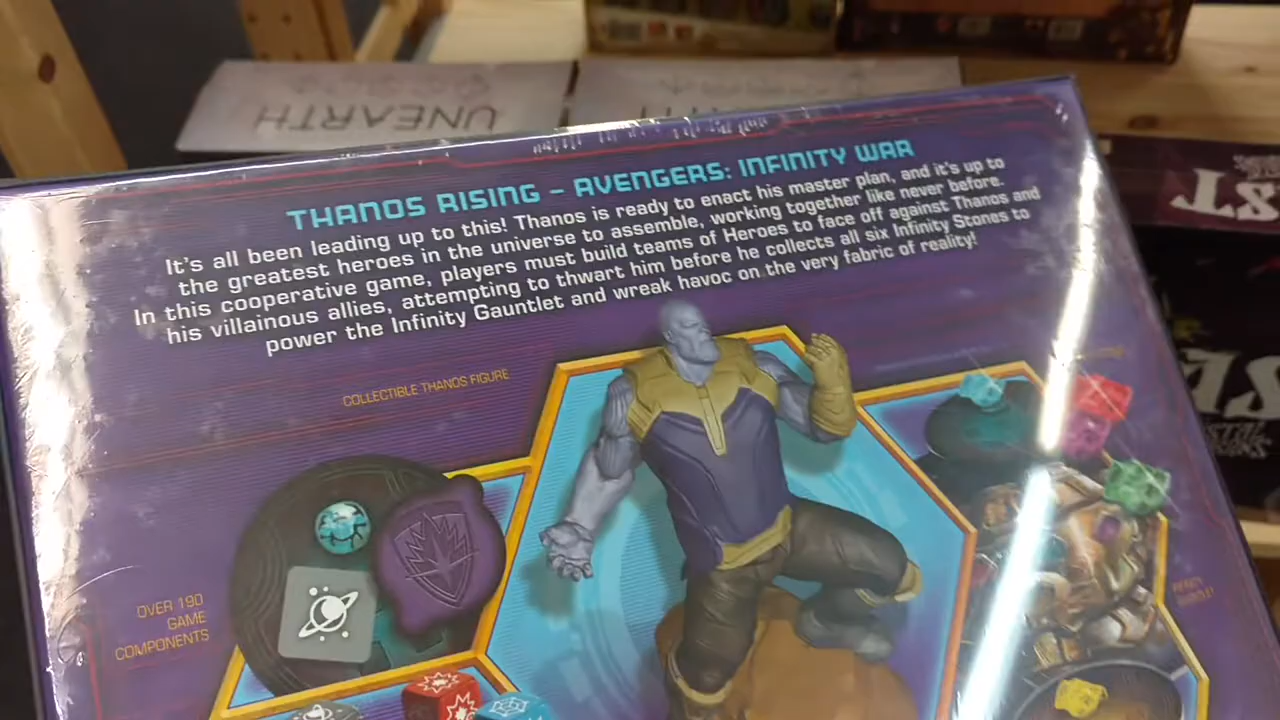 UNEARTH
THANOS RISING – AVENGERS: INFINITY WAR
It's all been leading up to this! Thanos is ready to enact his master plan, and it's up to
the greatest heroes in the universe to assemble, working together like never before.
In this cooperative game, players must build teams of Heroes to face off against Thanos and
his villainous allies, attempting to thwart him before he collects all six Infinity Stones to
power the Infinity Gauntlet and wreak havoc on the very fabric of reality!
COLLECTIBLE THANOS FIGURE
OVER 190
GAME
COMPONENTS